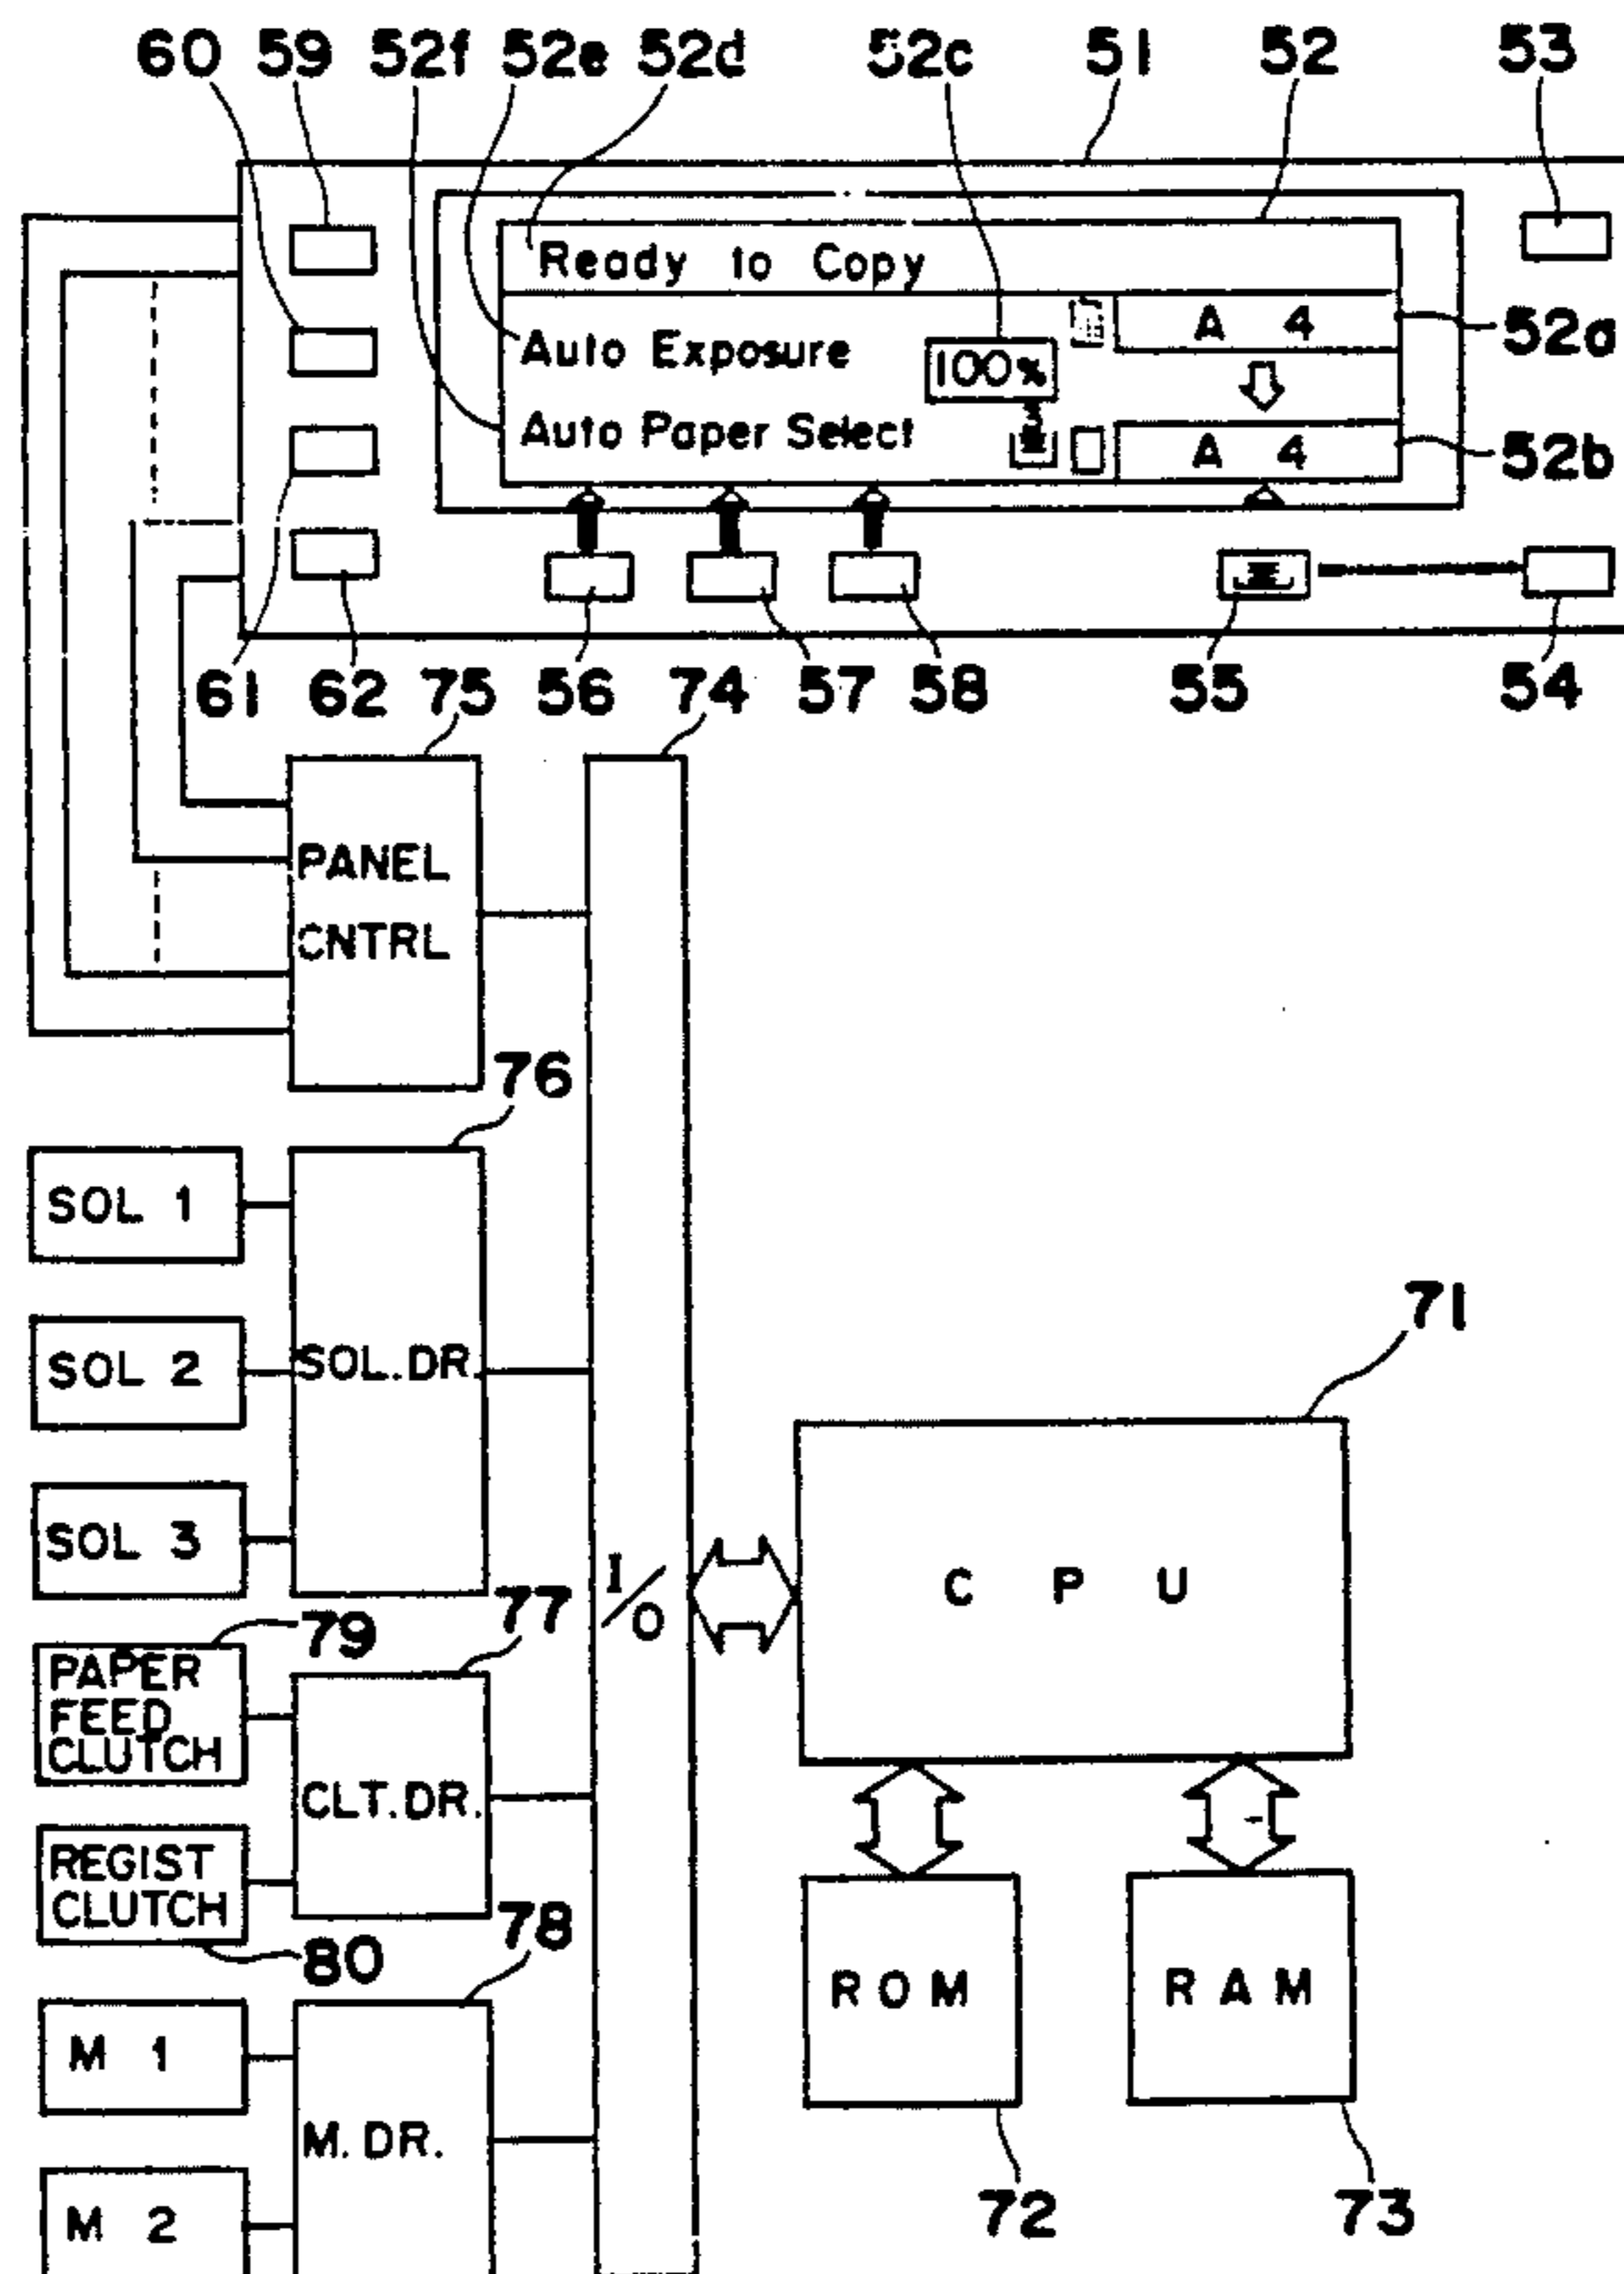 60 59 52f 52e 52d 52c 51 52 53
Ready to Copy
A 4
52a
Auto Exposure
100%
Auto Paper Select
A 4
52b
61 62 75 56 74 57 58 55 54
PANEL
CNTRL
76
SOL 1
SOL 2
SOL. DR.
SOL 3
71
C P U
I/O
77
79
PAPER
FEED
CLUTCH
CLT. DR.
REGIST
CLUTCH
78
80
ROM
RAM
M 1
M. DR.
M 2
72
73